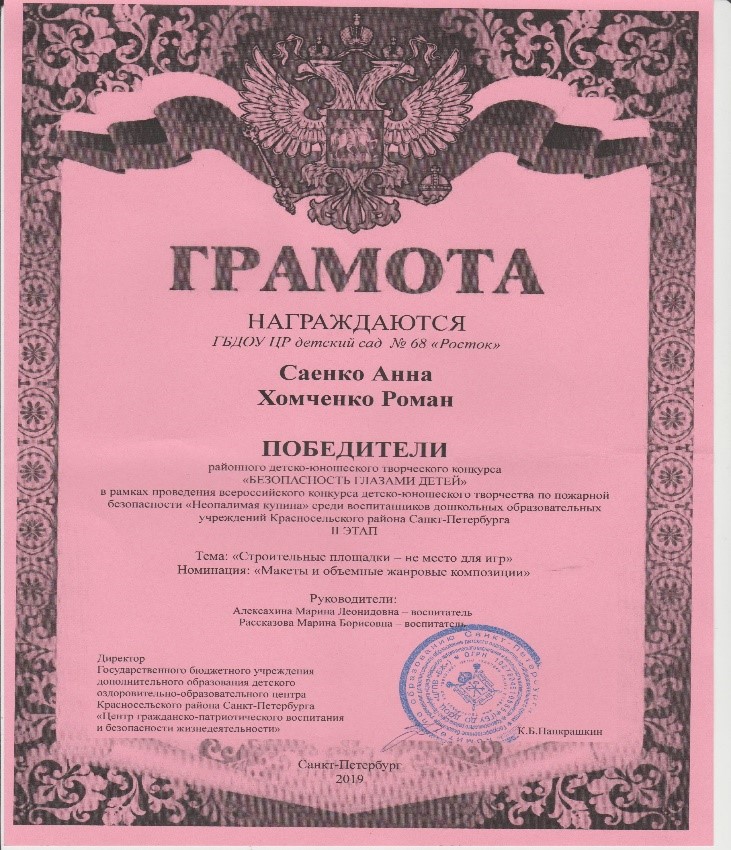 ГРАМОТА
НАГРАЖДАЮТСЯ
ГБДОУ ЦР детский сад № 68 «Росток»
Саенко Анна
Хомченко Роман
ПОБЕДИТЕЛИ
районного детско-юношеского творческого конкурса
«БЕЗОПАСНОСТЬ ГЛАЗАМИ ДЕТЕЙ»
в рамках проведения всероссийского конкурса детско-юношеского творчества по пожарной
безопасности «Неопалимая купина» среди воспитанников дошкольных образовательных
учреждений Красносельского района Санкт-Петербурга
II ЭТАП
Тема: «Строительные площадки – не место для игр»
Номинация: «Макеты и объемные жанровые композиции»
Руководители:
Алексахина Марина Леонидовна – воспитатель
Рассказова Марина Борисовна – воспитатель
Директор
Государственного бюджетного учреждения
дополнительного образования детского
оздоровительно-образовательного центра
Красносельского района Санкт-Петербурга
«Центр гражданско-патриотического воспитания
и безопасности жизнедеятельности»
К.Б.Пашкрашкин
Санкт-Петербург
2019